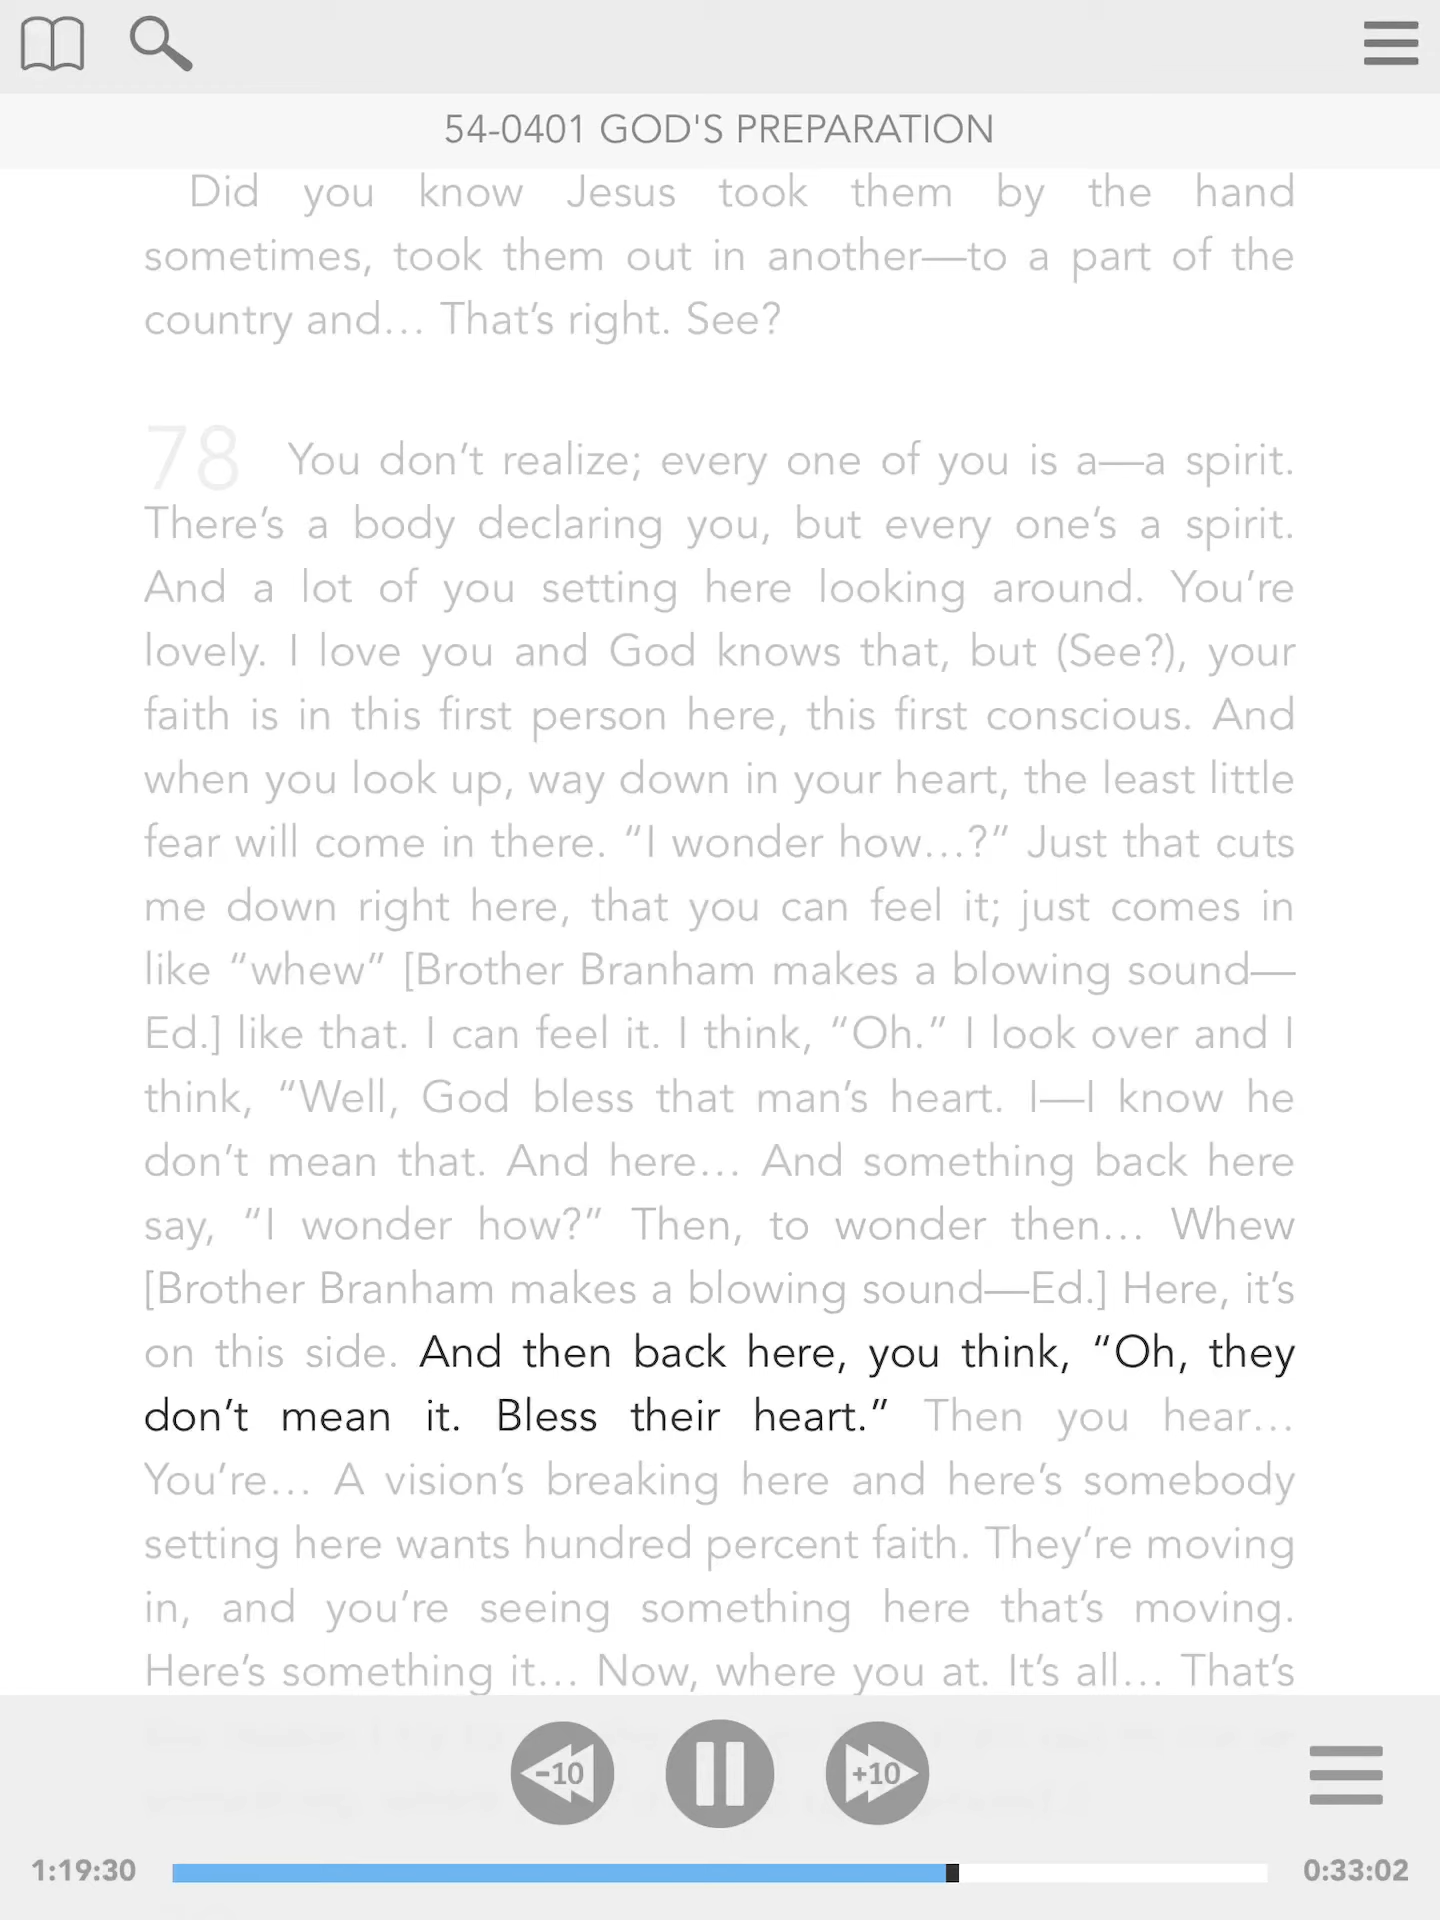 54-0401 GOD'S PREPARATION
Did you know Jesus took them by the hand
sometimes, took them out in another—to a part of the
country and… That’s right. See?
78 You don’t realize; every one of you is a—a spirit.
There’s a body declaring you, but every one’s a spirit.
And a lot of you setting here looking around. You’re
lovely. I love you and God knows that, but (See?), your
faith is in this first person here, this first conscious. And
when you look up, way down in your heart, the least little
fear will come in there. “I wonder how…?” Just that cuts
me down right here, that you can feel it; just comes in
like “whew” [Brother Branham makes a blowing sound—
Ed.] like that. I can feel it. I think, “Oh.” I look over and I
think, “Well, God bless that man’s heart. I—I know he
don’t mean that. And here… And something back here
say, “I wonder how?” Then, to wonder then… Whew
[Brother Branham makes a blowing sound—Ed.] Here, it’s
on this side. And then back here, you think, “Oh, they
don’t mean it. Bless their heart.” Then you hear…
You’re… A vision’s breaking here and here’s somebody
setting here wants hundred percent faith. They’re moving
in, and you’re seeing something here that’s moving.
Here’s something it… Now, where you at. It’s all… That’s
-10 +10
1:19:30 0:33:02